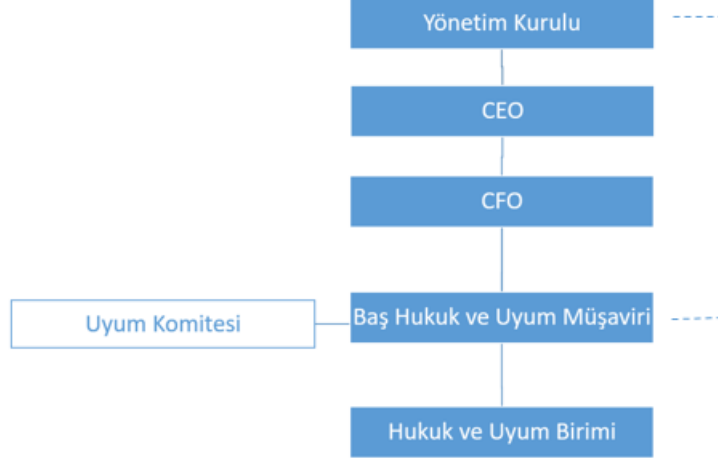 Yönetim Kurulu
CEO
CFO
Uyum Komitesi
Baş Hukuk ve Uyum Müşaviri
Hukuk ve Uyum Birimi